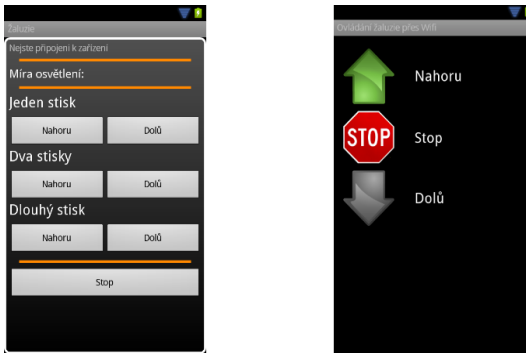 Žaluzie
Nejste připojeni k zařízení
Míra osvětlení:
Jeden stisk
Nahoru Dolů
Dva stisky
Nahoru Dolů
Dlouhý stisk
Nahoru Dolů
Stop
Ovládání žaluzie přes Wifi
Nahoru
STOP Stop
Dolů